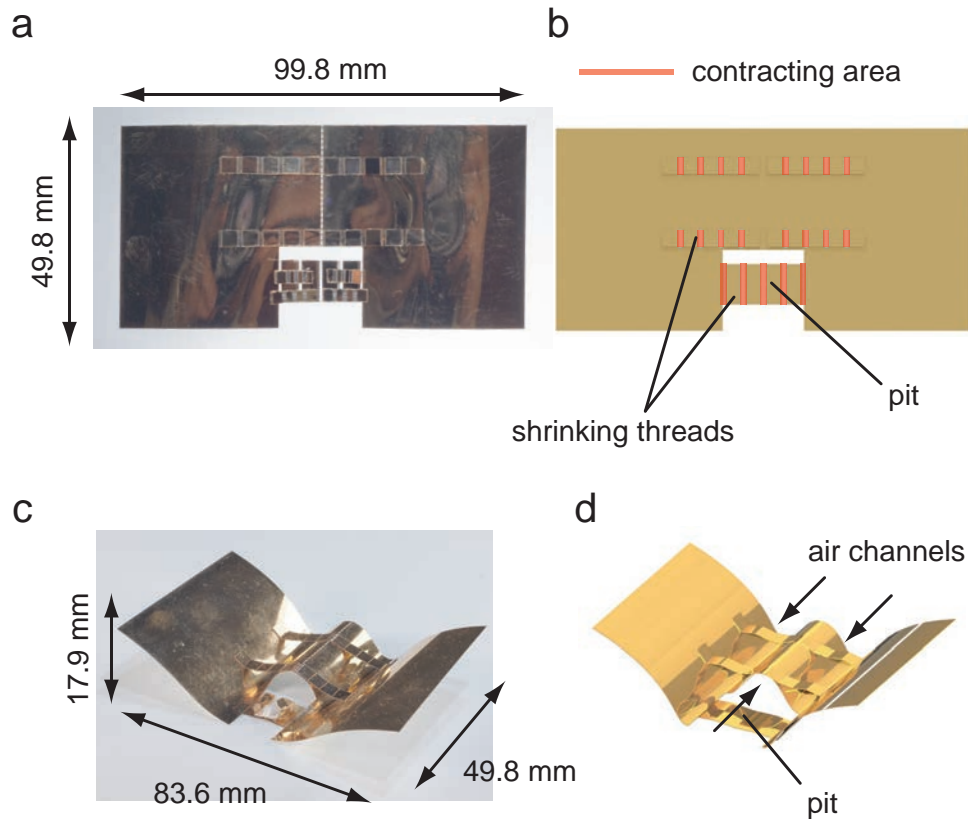 a
99.8 mm
49.8 mm
b
contracting area
shrinking threads
pit
c
17.9 mm
83.6 mm
49.8 mm
d
air channels
pit